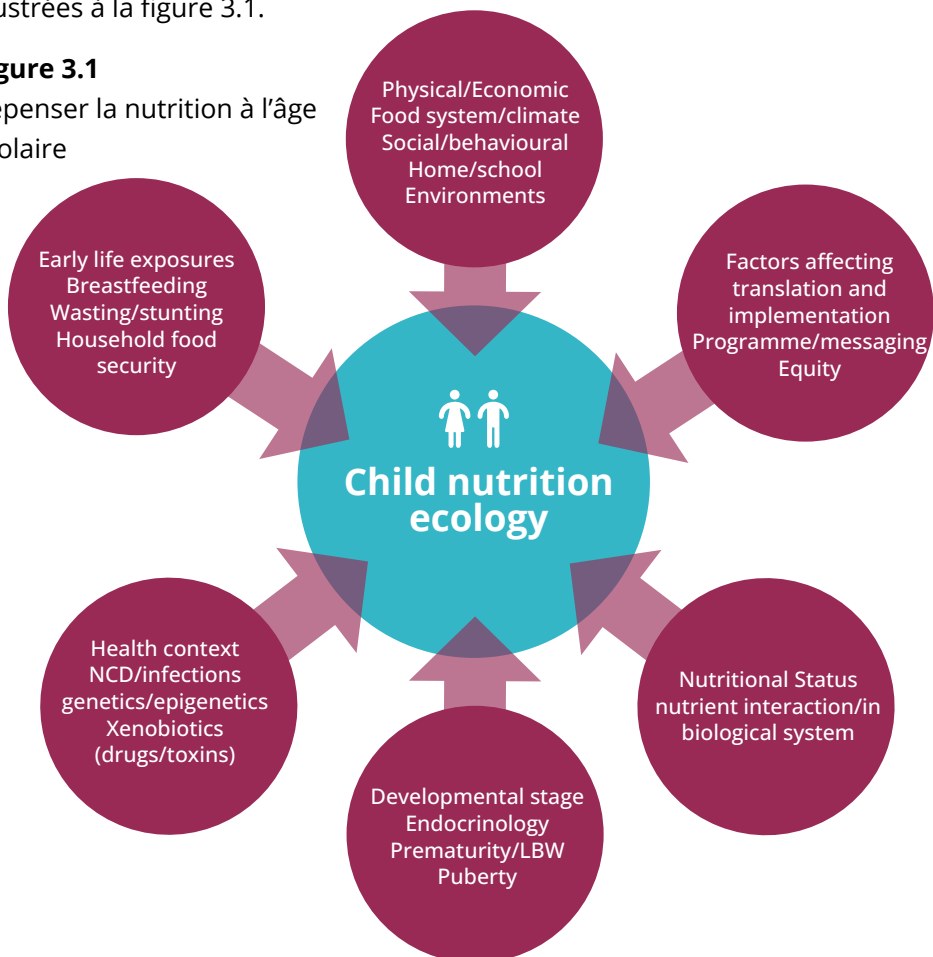 ustrées à la figure 3.1.
gure 3.1
épenser la nutrition à l’âge
olaire
Physical/Economic
Food system/climate
Social/behavioural
Home/school
Environments
Early life exposures
Breastfeeding
Wasting/stunting
Household food
security
Factors affecting
translation and
implementation
Programme/messaging
Equity
Child nutrition
ecology
Health context
NCD/infections
genetics/epigenetics
Xenobiotics
(drugs/toxins)
Nutritional Status
nutrient interaction/in
biological system
Developmental stage
Endocrinology
Prematurity/LBW
Puberty